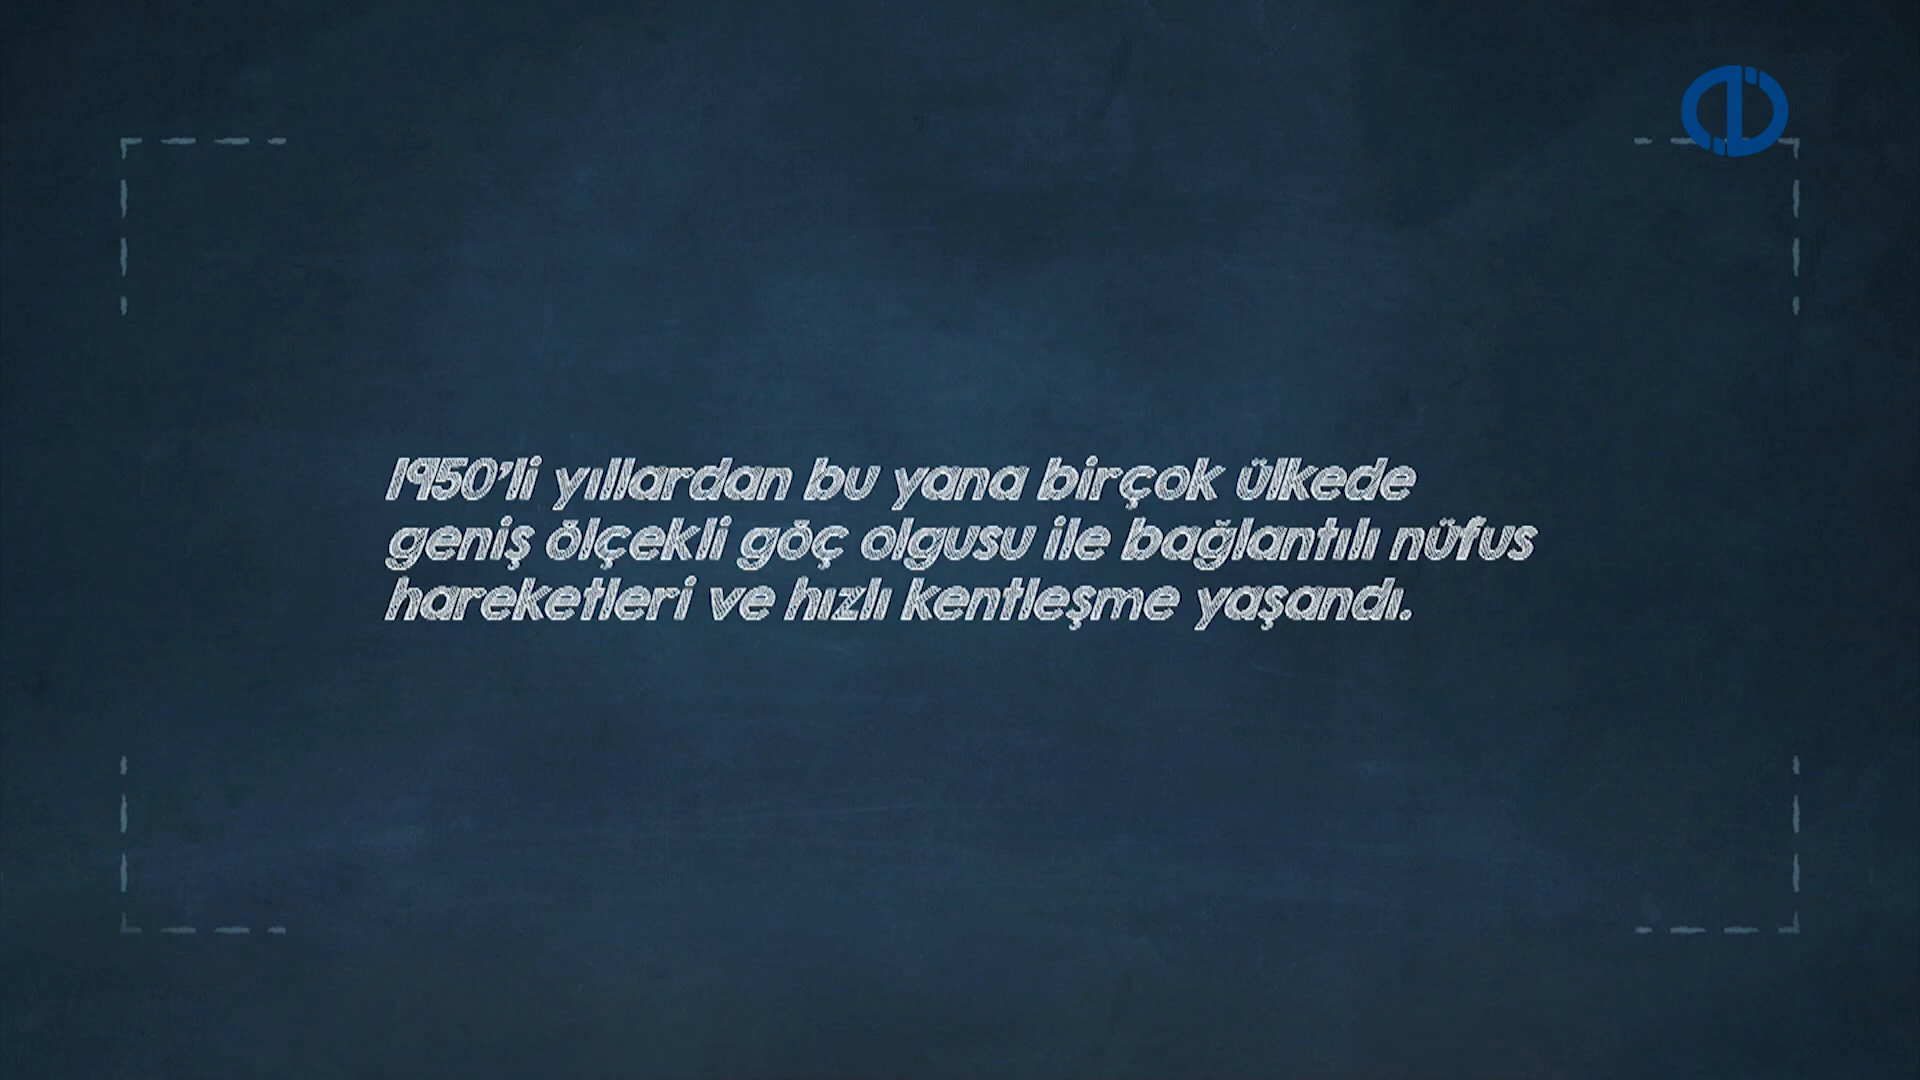 1950'li yıllardan bu yana birçok ülkede
geniş ölçekli göç olgusu ile bağlantılı nüfus
hareketleri ve hızlı kentleşme yaşandı.